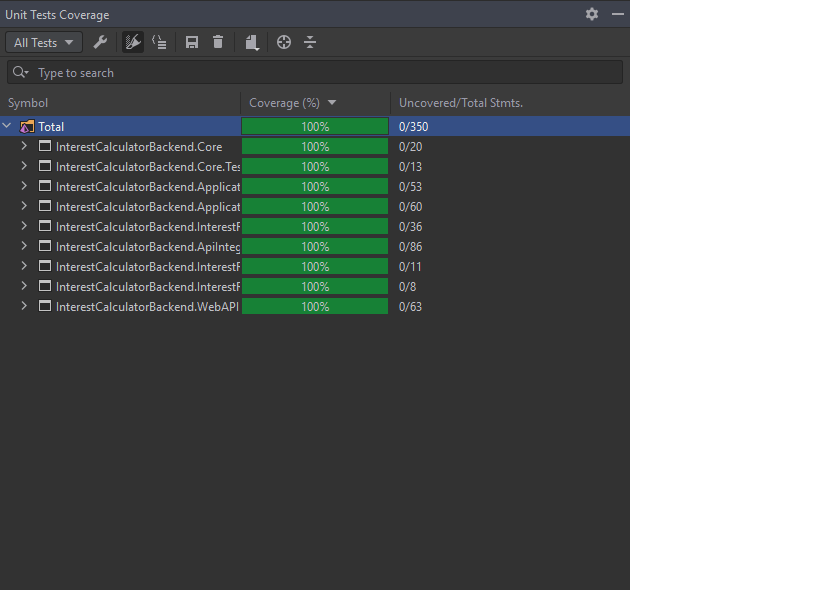 Unit Tests Coverage
All Tests
Type to search
Symbol Coverage (%) Uncovered/Total Stmts.
Total 100% 0/350
InterestCalculatorBackend.Core 100% 0/20
InterestCalculatorBackend.Core.Tes 100% 0/13
InterestCalculatorBackend.Applicat 100% 0/53
InterestCalculatorBackend.Applicat 100% 0/60
InterestCalculatorBackend.InterestF 100% 0/36
InterestCalculatorBackend.ApiInteg 100% 0/86
InterestCalculatorBackend.InterestF 100% 0/11
InterestCalculatorBackend.InterestF 100% 0/8
InterestCalculatorBackend.WebAPI 100% 0/63